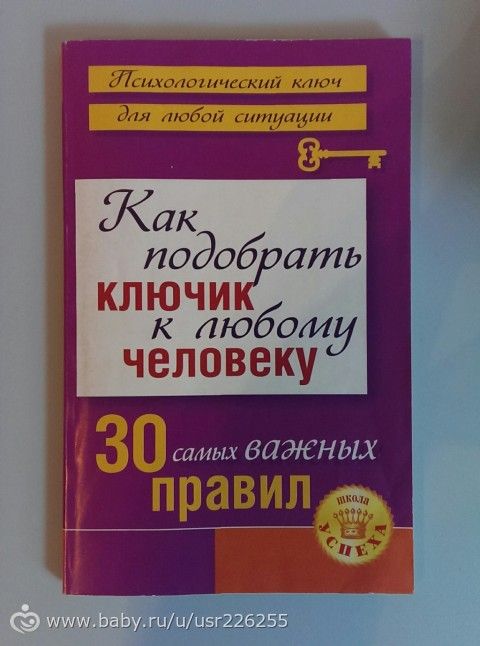 Психологический ключ
для любой ситуации
Как
подобрать
ключик
к любому
человеку
30 самых важных
правил
школа
УСПЕХА
www.baby.ru/u/usr226255